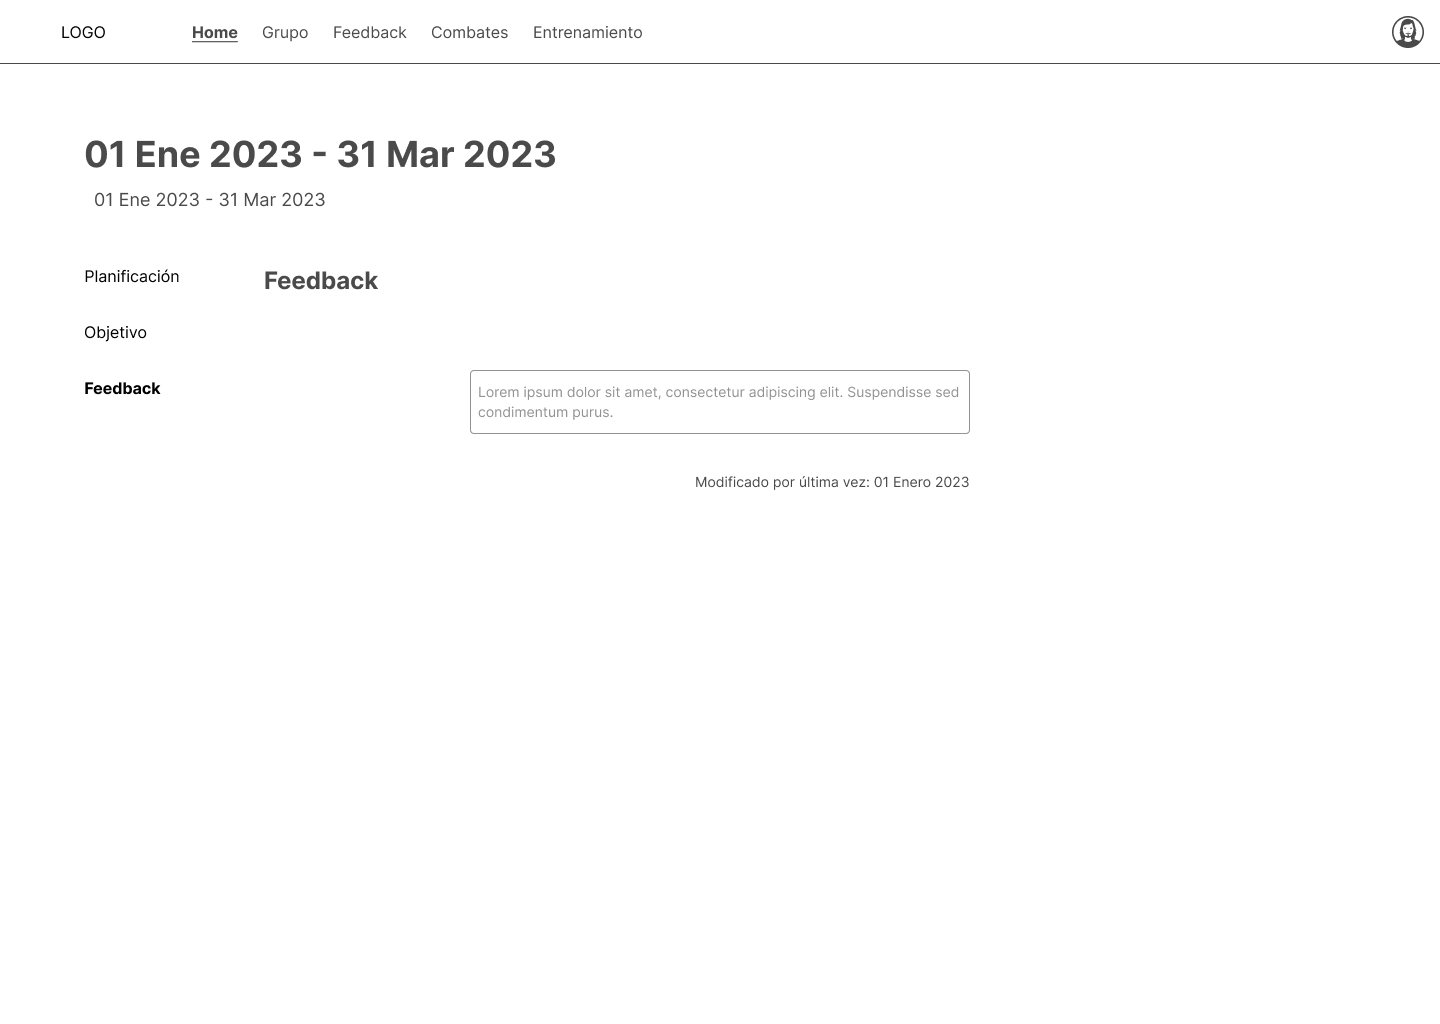 LOGO
Home
Grupo
Feedback
Combates
Entrenamiento
01 Ene 2023 - 31 Mar 2023
01 Ene 2023 - 31 Mar 2023
Planificación
Objetivo
Feedback
Feedback
Lorem ipsum dolor sit amet, consectetur adipiscing elit. Suspendisse sed
condimentum purus.
Modificado por última vez: 01 Enero 2023